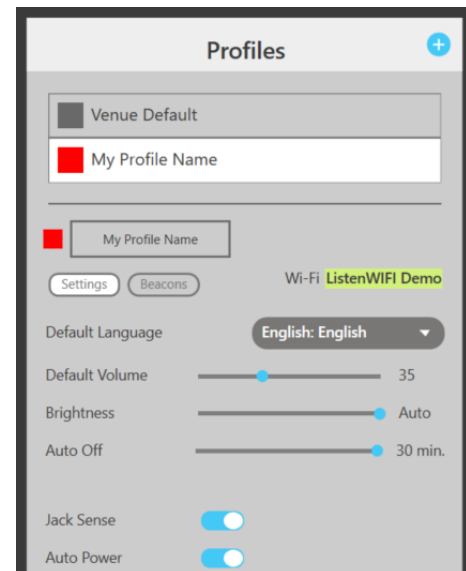 Profiles
Venue Default
My Profile Name
My Profile Name
Settings Beacons Wi-Fi ListenWIFI Demo
Default Language English: English
Default Volume 35
Brightness Auto
Auto Off 30 min.
Jack Sense
Auto Power